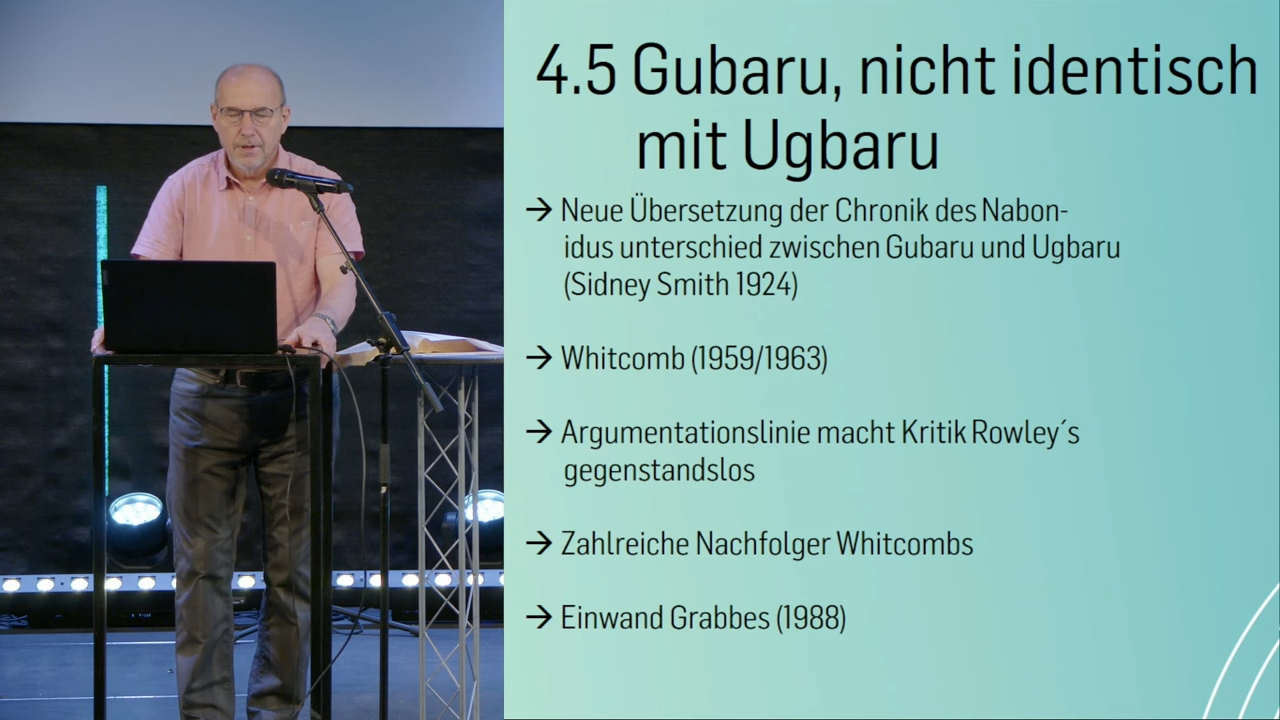 4.5 Gubaru, nicht identisch
mit Ugbaru
→ Neue Übersetzung der Chronik des Nabon-
idus unterschied zwischen Gubaru und Ugbaru
(Sidney Smith 1924)
→ Whitcomb (1959/1963)
→ Argumentationslinie macht Kritik Rowley´s
gegenstandslos
→ Zahlreiche Nachfolger Whitcombs
→ Einwand Grabbes (1988)